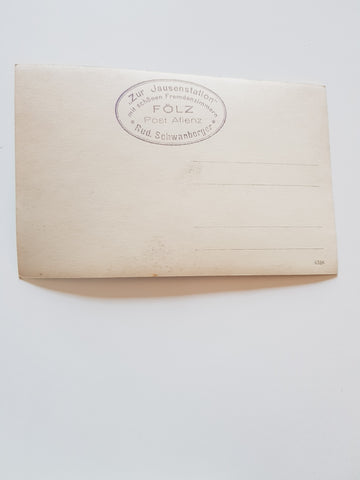 „Zur Jausenstation"
mit schönen Fremdenzimmern
FÖLZ
Post Aflenz
* Rud. Schwanberger *